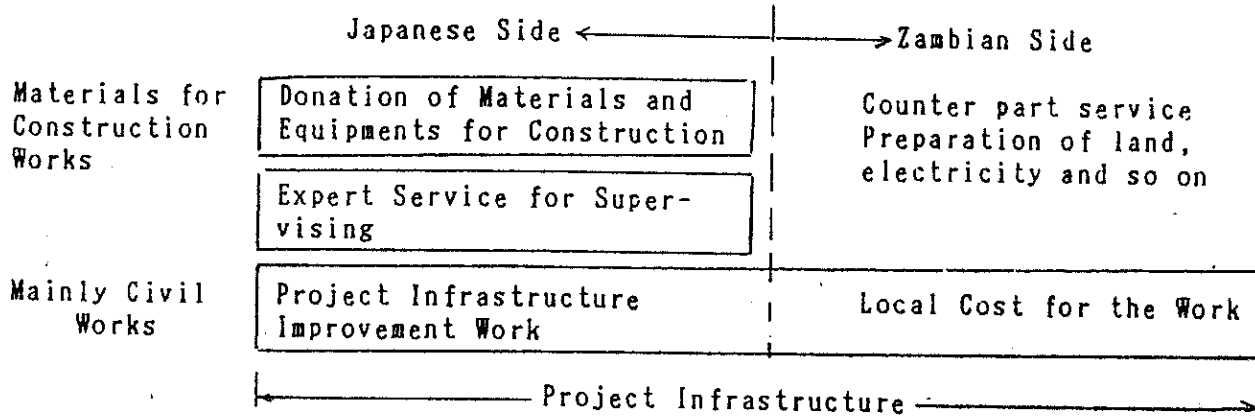 Japanese Side
Zambian Side
Materials for
Construction
Works
Donation of Materials and
Equipments for Construction
Counter part service
Preparation of land,
electricity and so on
Expert Service for Super-
vising
Mainly Civil
Works
Project Infrastructure
Improvement Work
Local Cost for the Work
Project Infrastructure